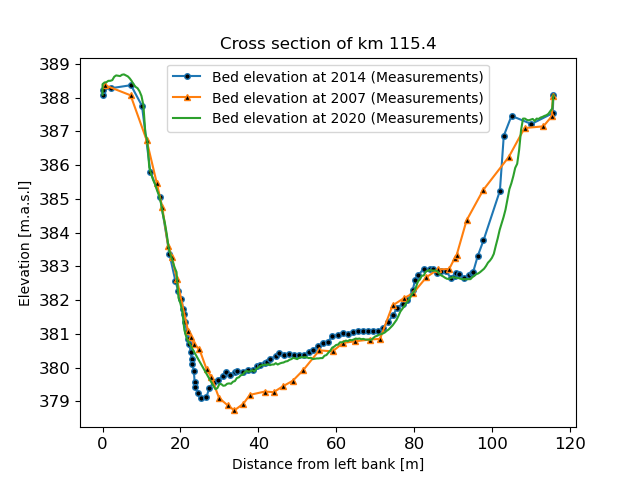 Cross section of km 115.4
Bed elevation at 2014 (Measurements)
Bed elevation at 2007 (Measurements)
Bed elevation at 2020 (Measurements)
Elevation [m.a.s.l]
389
388
387
386
385
384
383
382
381
380
379
0 20 40 60 80 100 120
Distance from left bank [m]